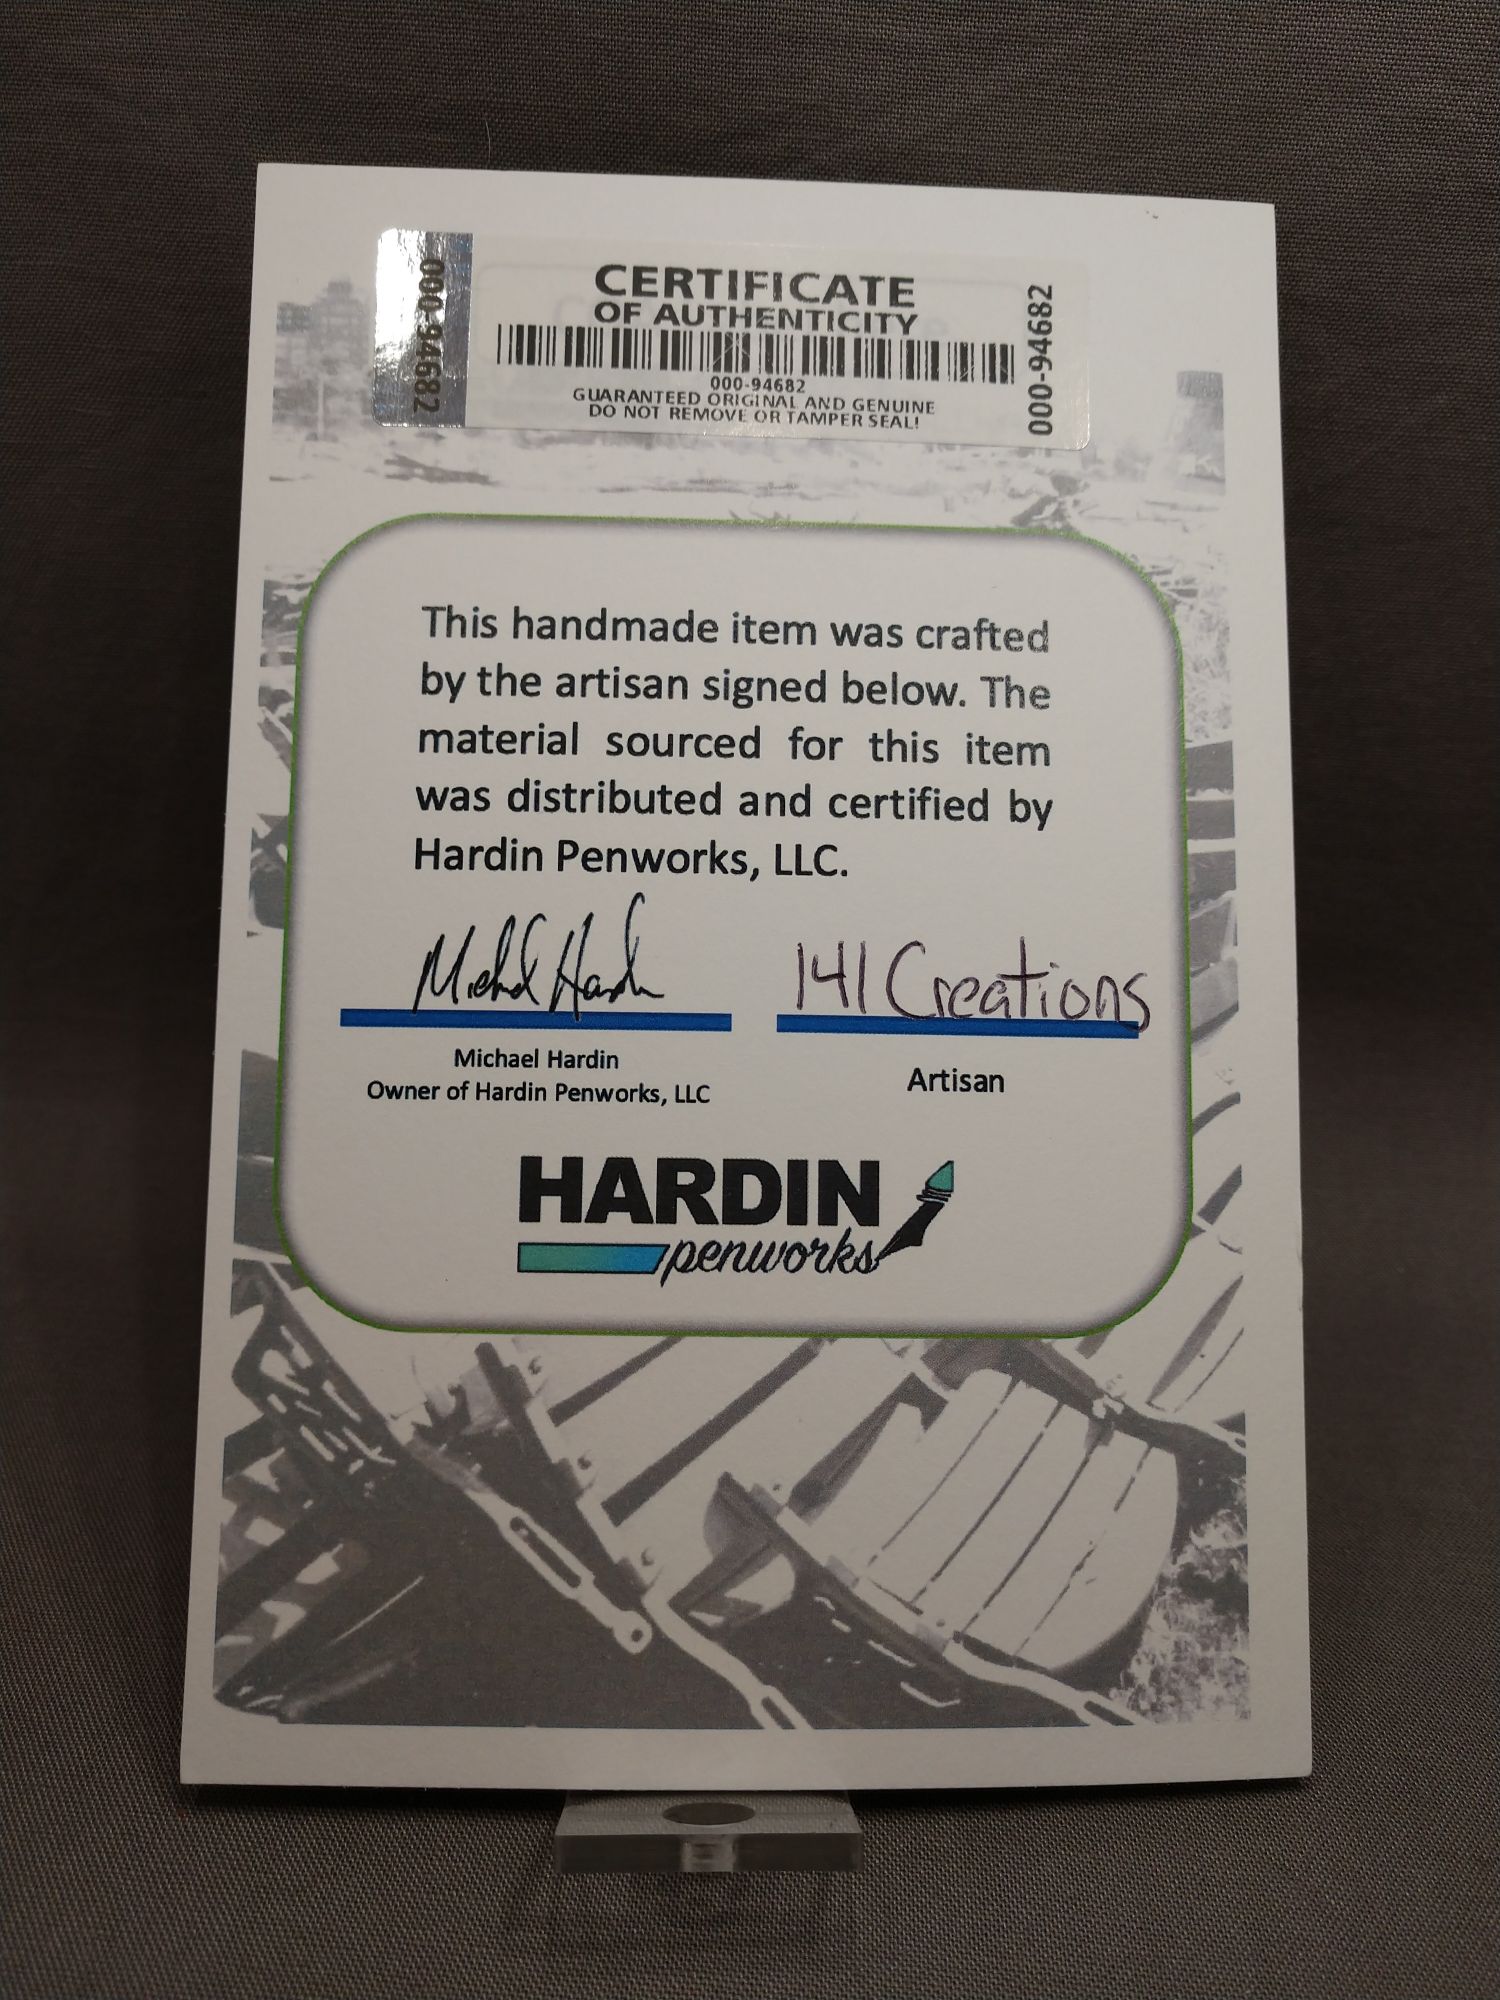 000-94682
CERTIFICATE
OF AUTHENTICITY
000-94682
GUARANTEED ORIGINAL AND GENUINE
DO NOT REMOVE OR TAMPER SEAL!
000-94682
This handmade item was crafted
by the artisan signed below. The
material sourced for this item
was distributed and certified by
Hardin Penworks, LLC.
Michael Hardin
141 Creations
Michael Hardin
Owner of Hardin Penworks, LLC
Artisan
HARDIN
penworks